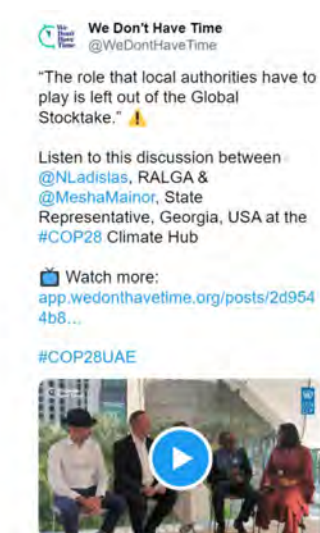 We Don't Have Time
@WeDontHaveTime
“The role that local authorities have to
play is left out of the Global
Stocktake.” ⚠️
Listen to this discussion between
@NLadislas, RALGA &
@MeshaMainor, State
Representative, Georgia, USA at the
#COP28 Climate Hub
📺 Watch more:
app.wedonthavetime.org/posts/2d954
4b8…
#COP28UAE